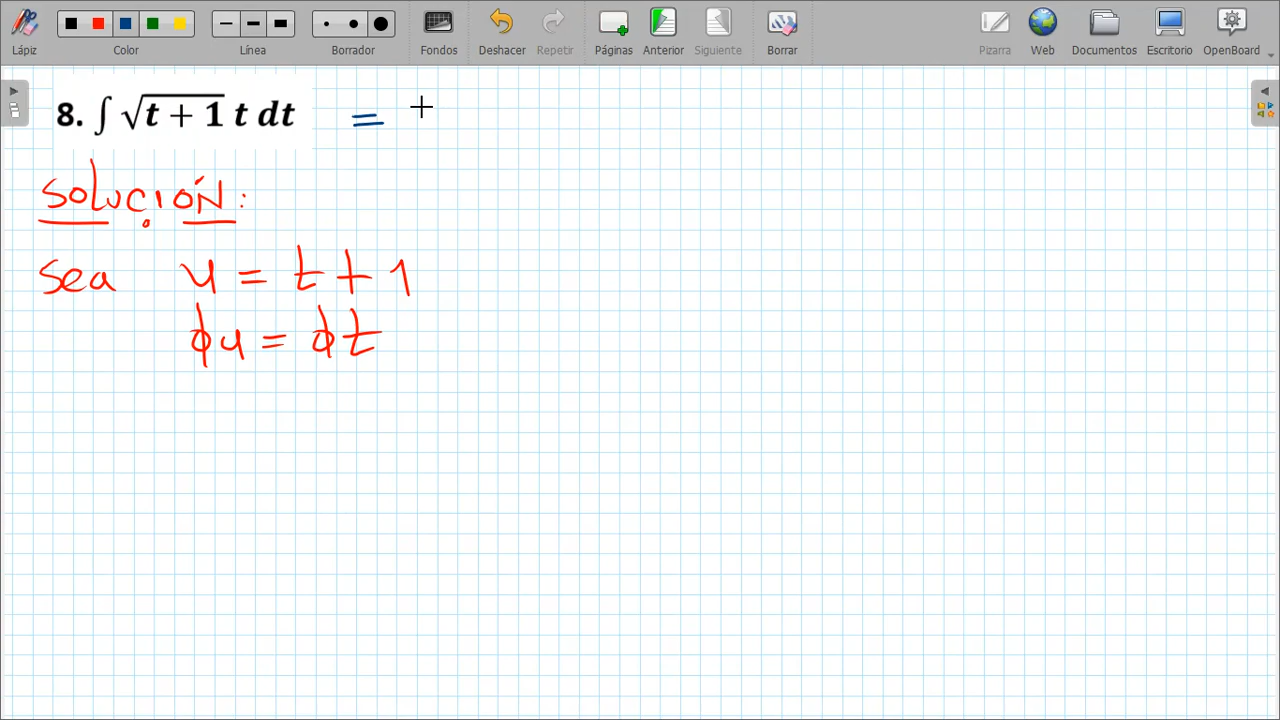 Lápiz Color Línea Borrador Fondos Deshacer Repetir Páginas Anterior Siguiente Borrar Pizarra Web Documentos Escritorio OpenBoard
8. ∫ √(t + 1) t dt =
SOLUCIÓN:
Sea u = t + 1
du = dt